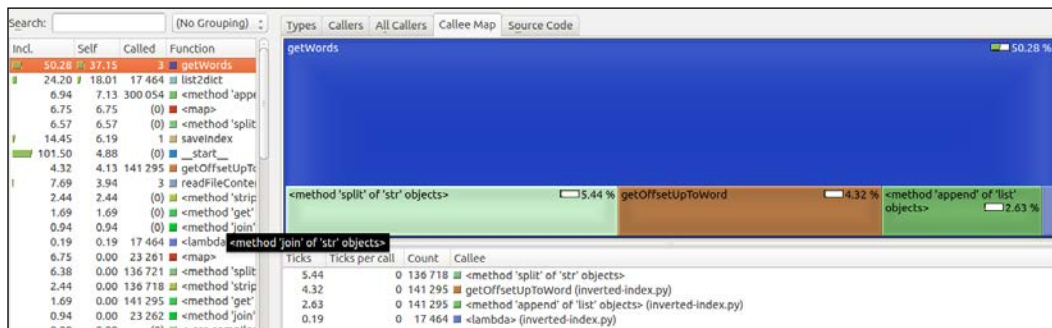 Search: (No Grouping)
Types Callers All Callers Callee Map Source Code
Incl. Self Called Function
50.28 37.15 3 getWords
24.20 18.01 17 464 list2dict
6.94 7.13 300 054 <method 'appe
6.75 6.75 (0) <map>
6.57 6.57 (0) <method 'split
14.45 6.19 1 saveIndex
101.50 4.88 (0) __start__
4.32 4.13 141 295 getOffsetUpTo
7.69 3.94 3 readFileConte
2.44 2.44 (0) <method 'strip
1.69 1.69 (0) <method 'get'
0.94 0.94 (0) <method 'join'
0.19 0.19 17 464 <lambda>
6.75 0.00 23 261 <map>
6.38 0.00 136 721 <method 'split
2.44 0.00 136 718 <method 'strip
1.69 0.00 141 295 <method 'get'
0.94 0.00 23 262 <method 'join'
<method 'join' of 'str' objects>
getWords 50.28 %
<method 'split' of 'str' objects> 5.44 % getOffsetUpToWord 4.32 % <method 'append' of 'list'
objects> 2.63 %
Ticks Ticks per call Count Callee
5.44 0 136 718 <method 'split' of 'str' objects>
4.32 0 141 295 getOffsetUpToWord (inverted-index.py)
2.63 0 141 295 <method 'append' of 'list' objects> (inverted-index.py)
0.19 0 17 464 <lambda> (inverted-index.py)